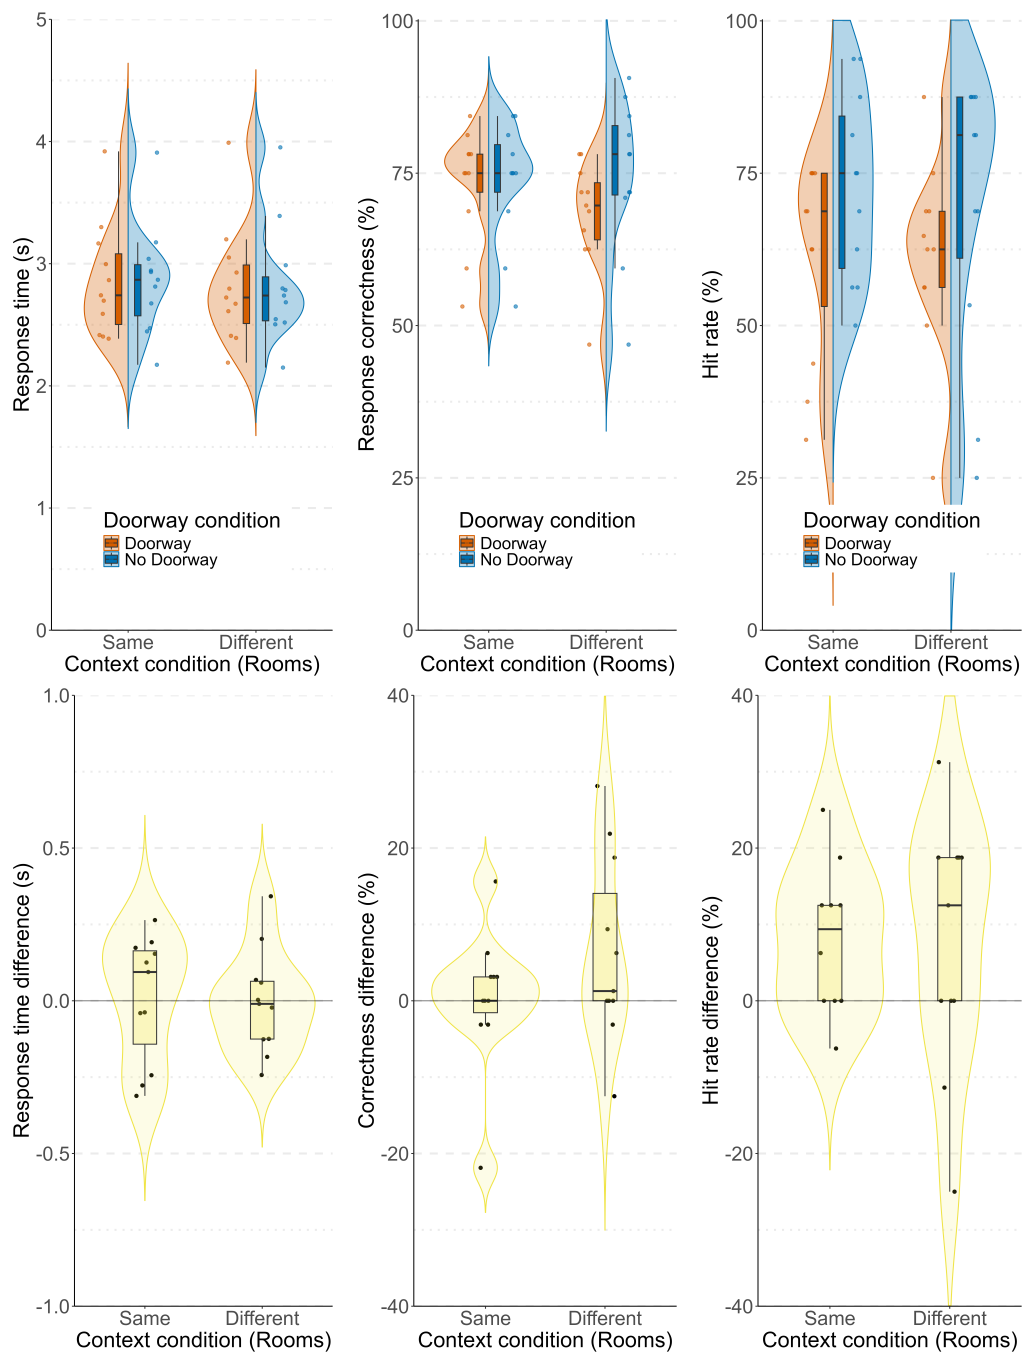 5
4
3
2
1
0
Response time (s)
Doorway condition
Doorway
No Doorway
Same
Different
Context condition (Rooms)
100
75
50
25
0
Response correctness (%)
Doorway condition
Doorway
No Doorway
Same
Different
Context condition (Rooms)
100
75
50
25
0
Hit rate (%)
Doorway condition
Doorway
No Doorway
Same
Different
Context condition (Rooms)
1.0
0.5
0.0
-0.5
-1.0
Response time difference (s)
Same
Different
Context condition (Rooms)
40
20
0
-20
-40
Correctness difference (%)
Same
Different
Context condition (Rooms)
40
20
0
-20
-40
Hit rate difference (%)
Same
Different
Context condition (Rooms)